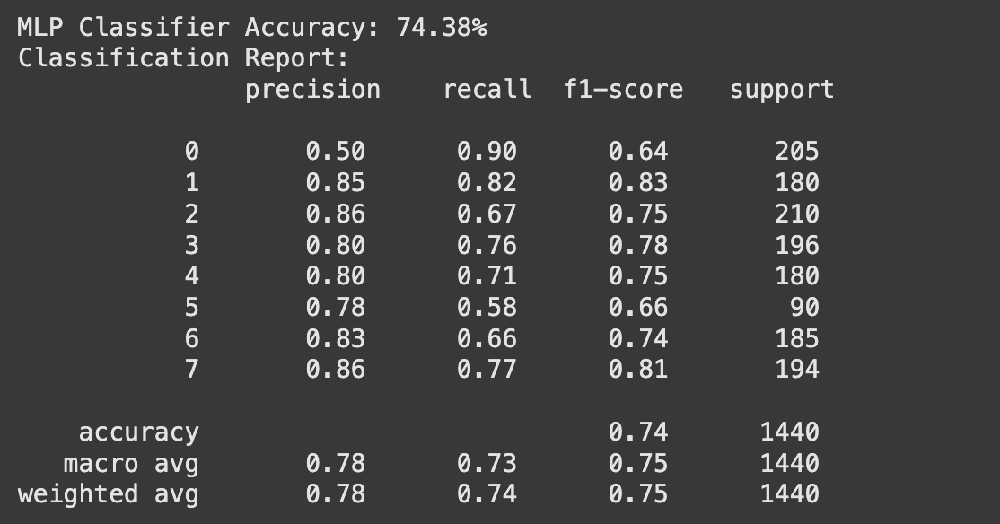 MLP Classifier Accuracy: 74.38%
Classification Report:
precision recall f1-score support
0 0.50 0.90 0.64 205
1 0.85 0.82 0.83 180
2 0.86 0.67 0.75 210
3 0.80 0.76 0.78 196
4 0.80 0.71 0.75 180
5 0.78 0.58 0.66 90
6 0.83 0.66 0.74 185
7 0.86 0.77 0.81 194
accuracy 0.74 1440
macro avg 0.78 0.73 0.75 1440
weighted avg 0.78 0.74 0.75 1440